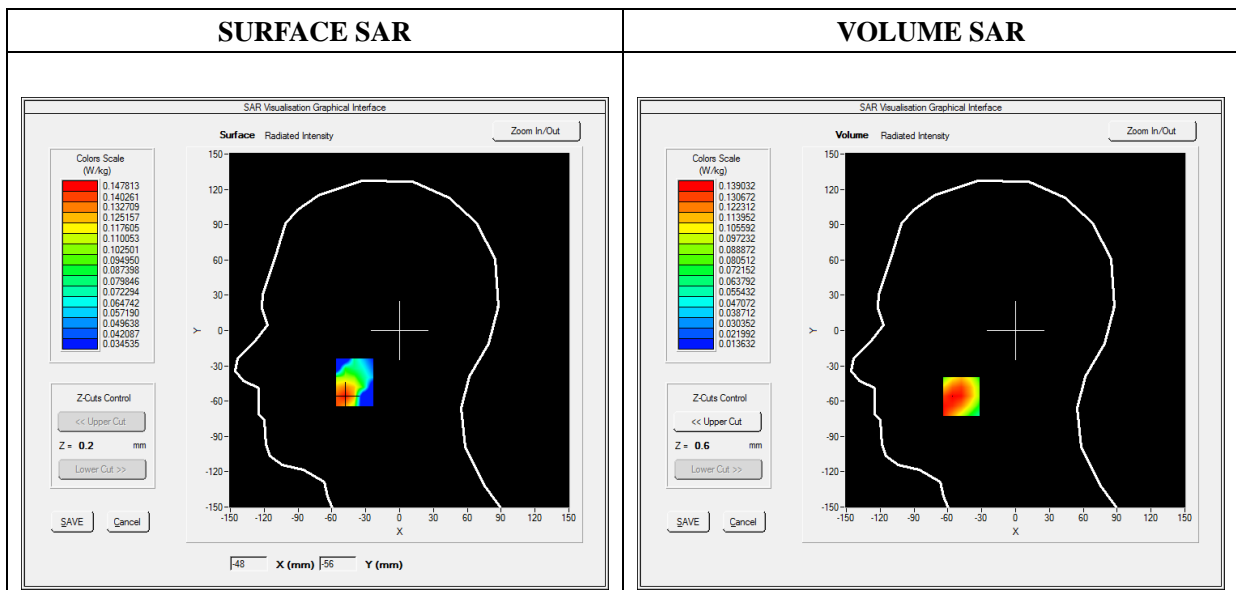 SURFACE SAR
VOLUME SAR
SAR Visualisation Graphical Interface
Surface Radiated Intensity
Zoom In/Out
Colors Scale
(W/kg)
0.147813
0.140261
0.132709
0.125157
0.117605
0.110053
0.102501
0.094950
0.087398
0.079846
0.072294
0.064742
0.057190
0.049638
0.042087
0.034535
Z-Cuts Control
<< Upper Cut
Z = 0.2 mm
Lower Cut >>
SAVE Cancel
150
120
90
60
30
0
-30
-60
-90
-120
-150
Y
-150 -120 -90 -60 -30 0 30 60 90 120 150
X
-48 X (mm) -56 Y (mm)
SAR Visualisation Graphical Interface
Volume Radiated Intensity
Zoom In/Out
Colors Scale
(W/kg)
0.139032
0.130672
0.122312
0.113952
0.105592
0.097232
0.088872
0.080512
0.072152
0.063792
0.055432
0.047072
0.038712
0.030352
0.021992
0.013632
Z-Cuts Control
<< Upper Cut
Z = 0.6 mm
Lower Cut >>
SAVE Cancel
150
120
90
60
30
0
-30
-60
-90
-120
-150
Y
-150 -120 -90 -60 -30 0 30 60 90 120 150
X